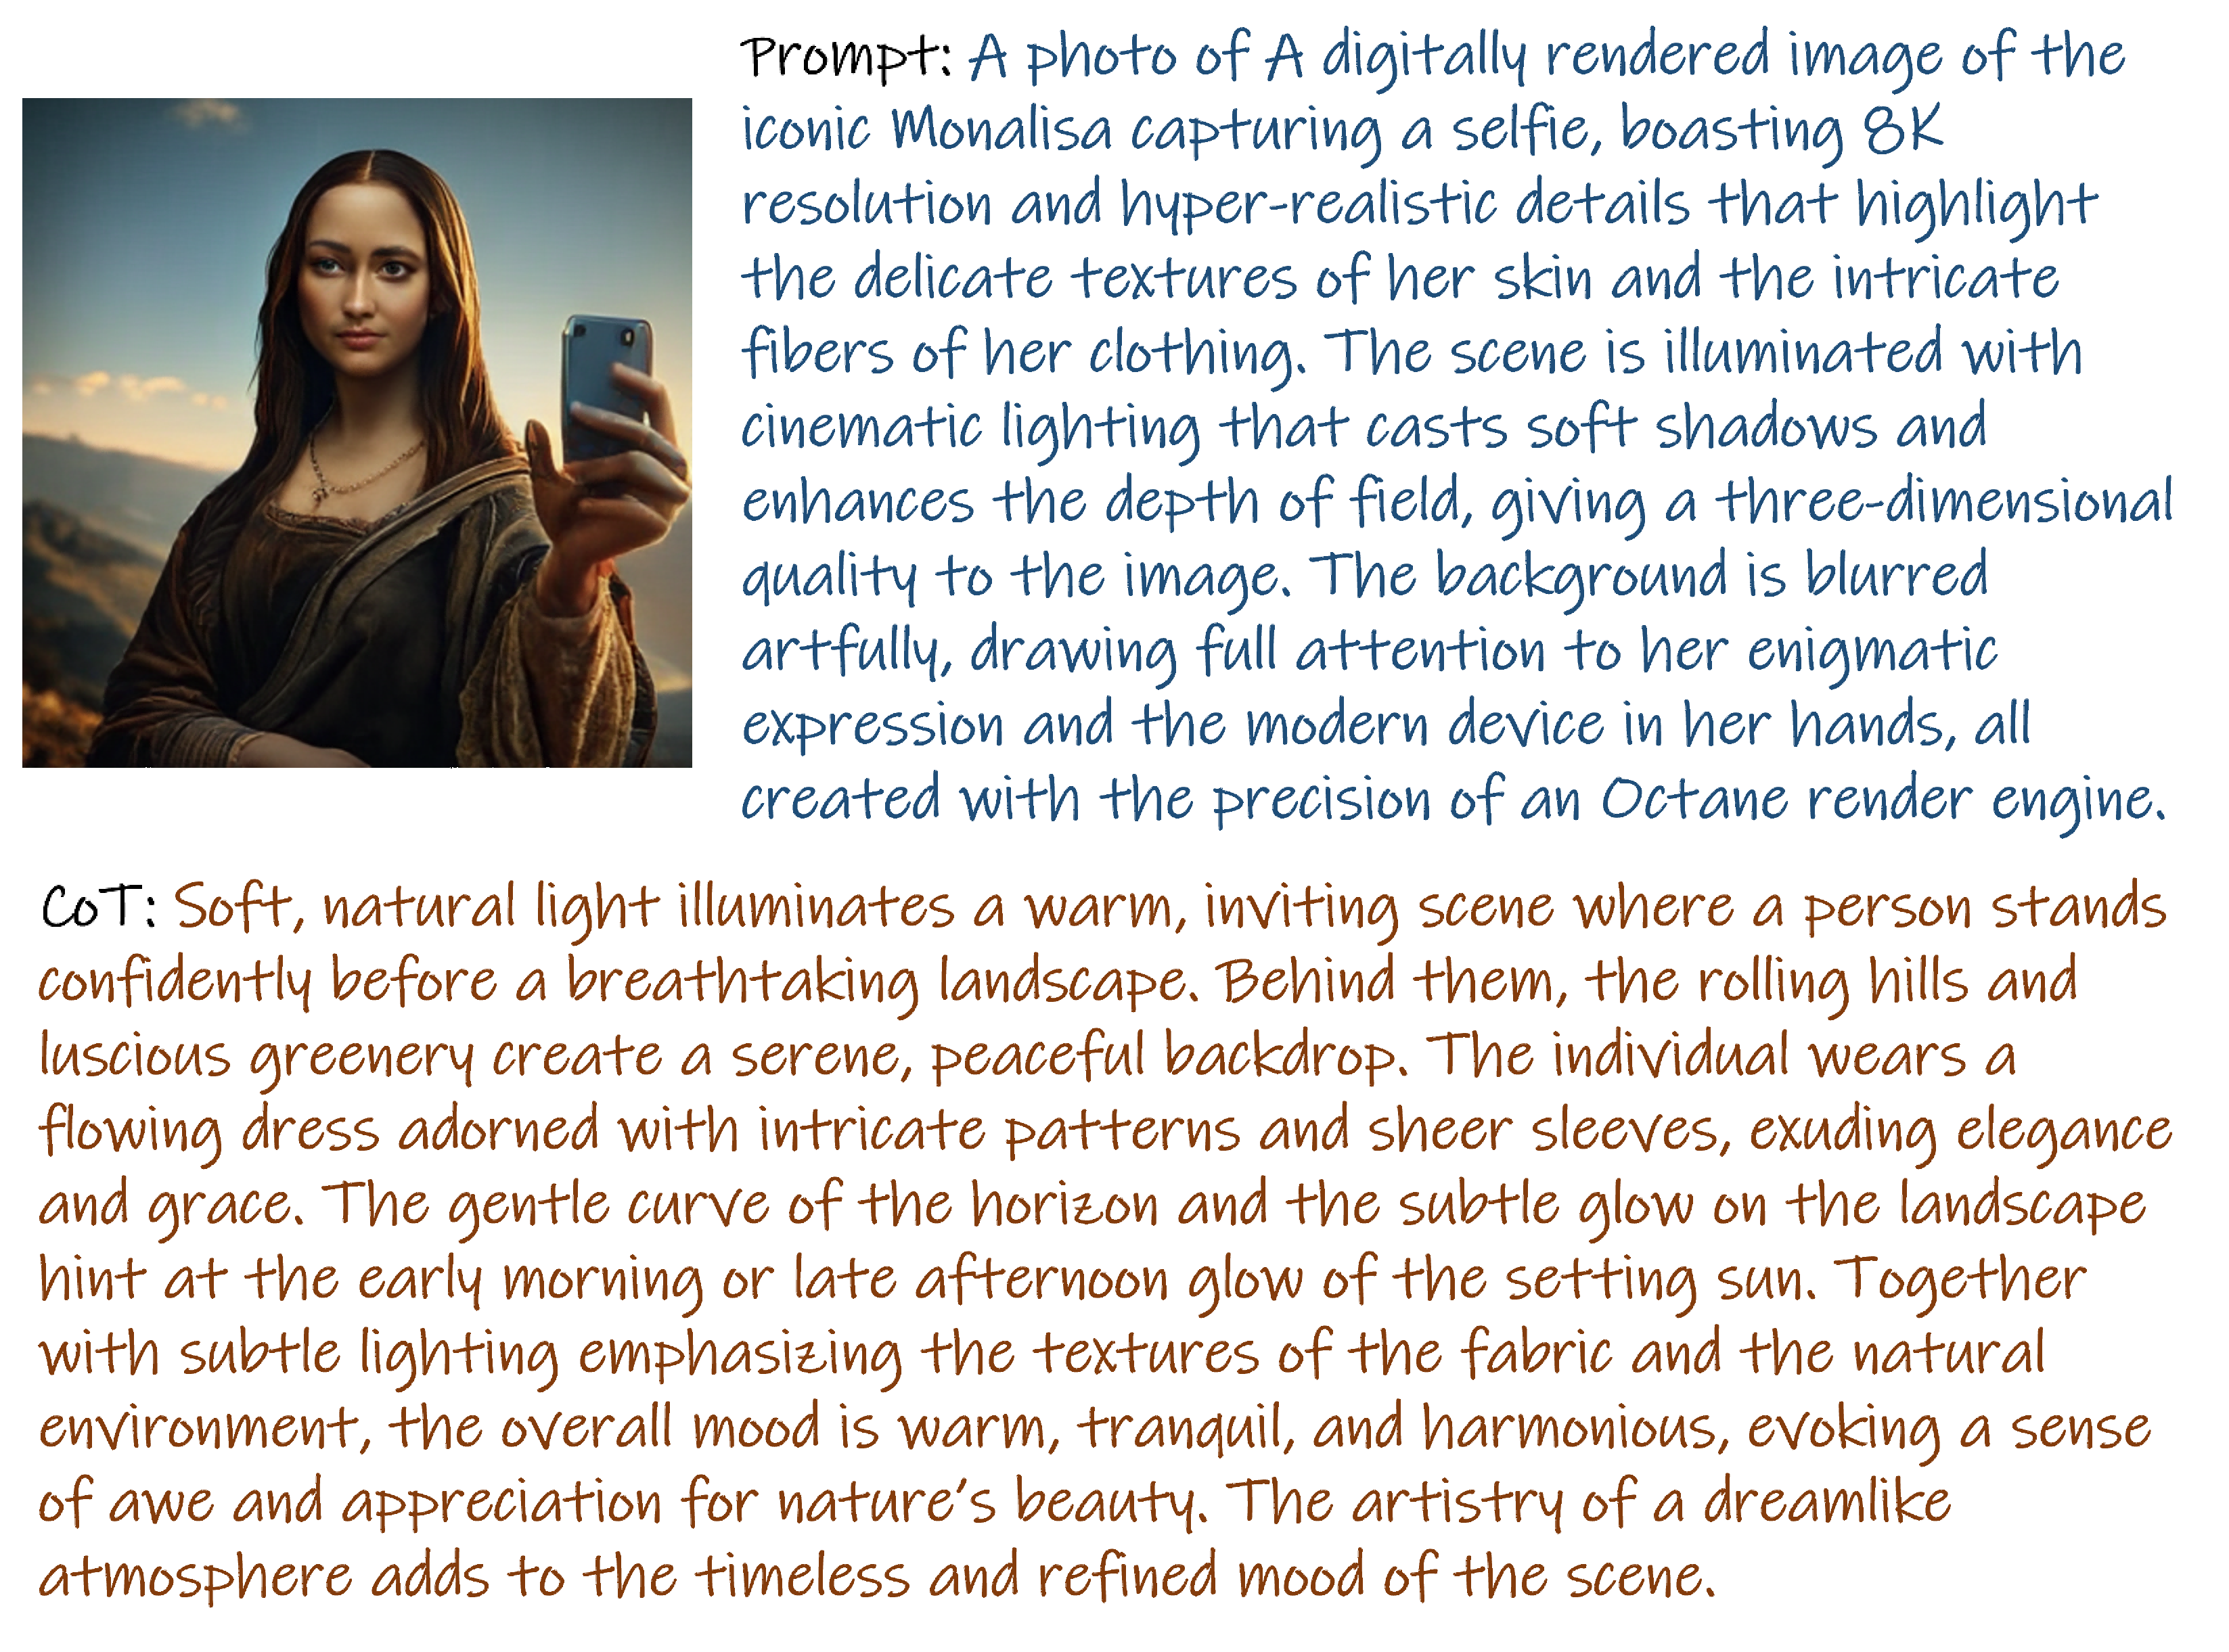 Prompt: A photo of A digitally rendered image of the
iconic Monalisa capturing a selfie, boasting 8K
resolution and hyper-realistic details that highlight
the delicate textures of her skin and the intricate
fibers of her clothing. The scene is illuminated with
cinematic lighting that casts soft shadows and
enhances the depth of field, giving a three-dimensional
quality to the image. The background is blurred
artfully, drawing full attention to her enigmatic
expression and the modern device in her hands, all
created with the precision of an Octane render engine.
CoT: Soft, natural light illuminates a warm, inviting scene where a person stands
confidently before a breathtaking landscape. Behind them, the rolling hills and
luscious greenery create a serene, peaceful backdrop. The individual wears a
flowing dress adorned with intricate patterns and sheer sleeves, exuding elegance
and grace. The gentle curve of the horizon and the subtle glow on the landscape
hint at the early morning or late afternoon glow of the setting sun. Together
with subtle lighting emphasizing the textures of the fabric and the natural
environment, the overall mood is warm, tranquil, and harmonious, evoking a sense
of awe and appreciation for nature's beauty. The artistry of a dreamlike
atmosphere adds to the timeless and refined mood of the scene.